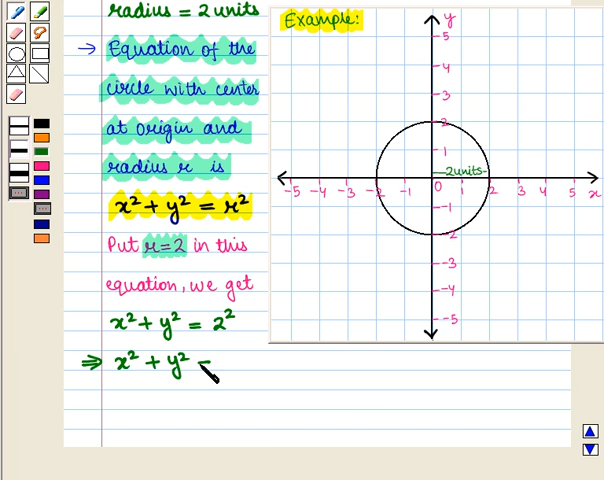 radius = 2 units
→ Equation of the
circle with center
at origin and
radius r is
x² + y² = r²
Put r=2 in this
equation, we get
x² + y² = 2²
⇒ x² + y² =
Example:
y
5
4
3
2
1
2units
-5 -4 -3 -2 -1 0 1 2 3 4 5 x
-1
-2
-3
-4
-5